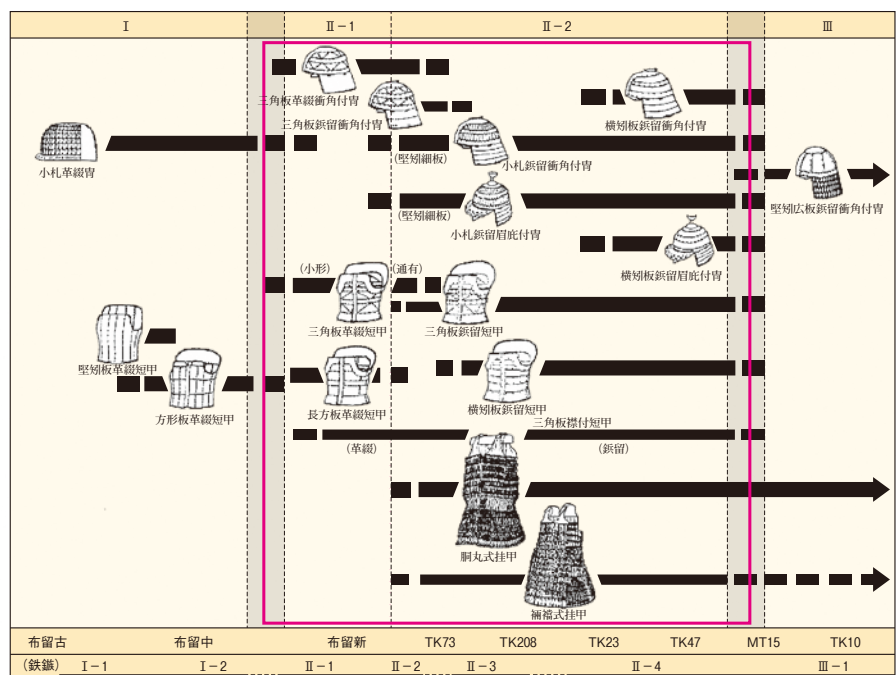 Ⅰ Ⅱ－1 Ⅱ－2 Ⅲ
三角板革綴衝角付冑
三角板鋲留衝角付冑
横矧板鋲留衝角付冑
小札革綴冑
(堅矧細板)
小札鋲留衝角付冑
堅矧広板鋲留衝角付冑
(堅矧細板)
小札鋲留眉庇付冑
横矧板鋲留眉庇付冑
(小形) (通有)
三角板革綴短甲 三角板鋲留短甲
堅矧板革綴短甲
方形板革綴短甲
長方板革綴短甲
横矧板鋲留短甲
三角板襟付短甲
(革綴) (鋲留)
胴丸式挂甲
裲襠式挂甲
布留古 布留中 布留新 TK73 TK208 TK23 TK47 MT15 TK10
(鉄鏃) Ⅰ－1 Ⅰ－2 Ⅱ－1 Ⅱ－2 Ⅱ－3 Ⅱ－4 Ⅲ－1